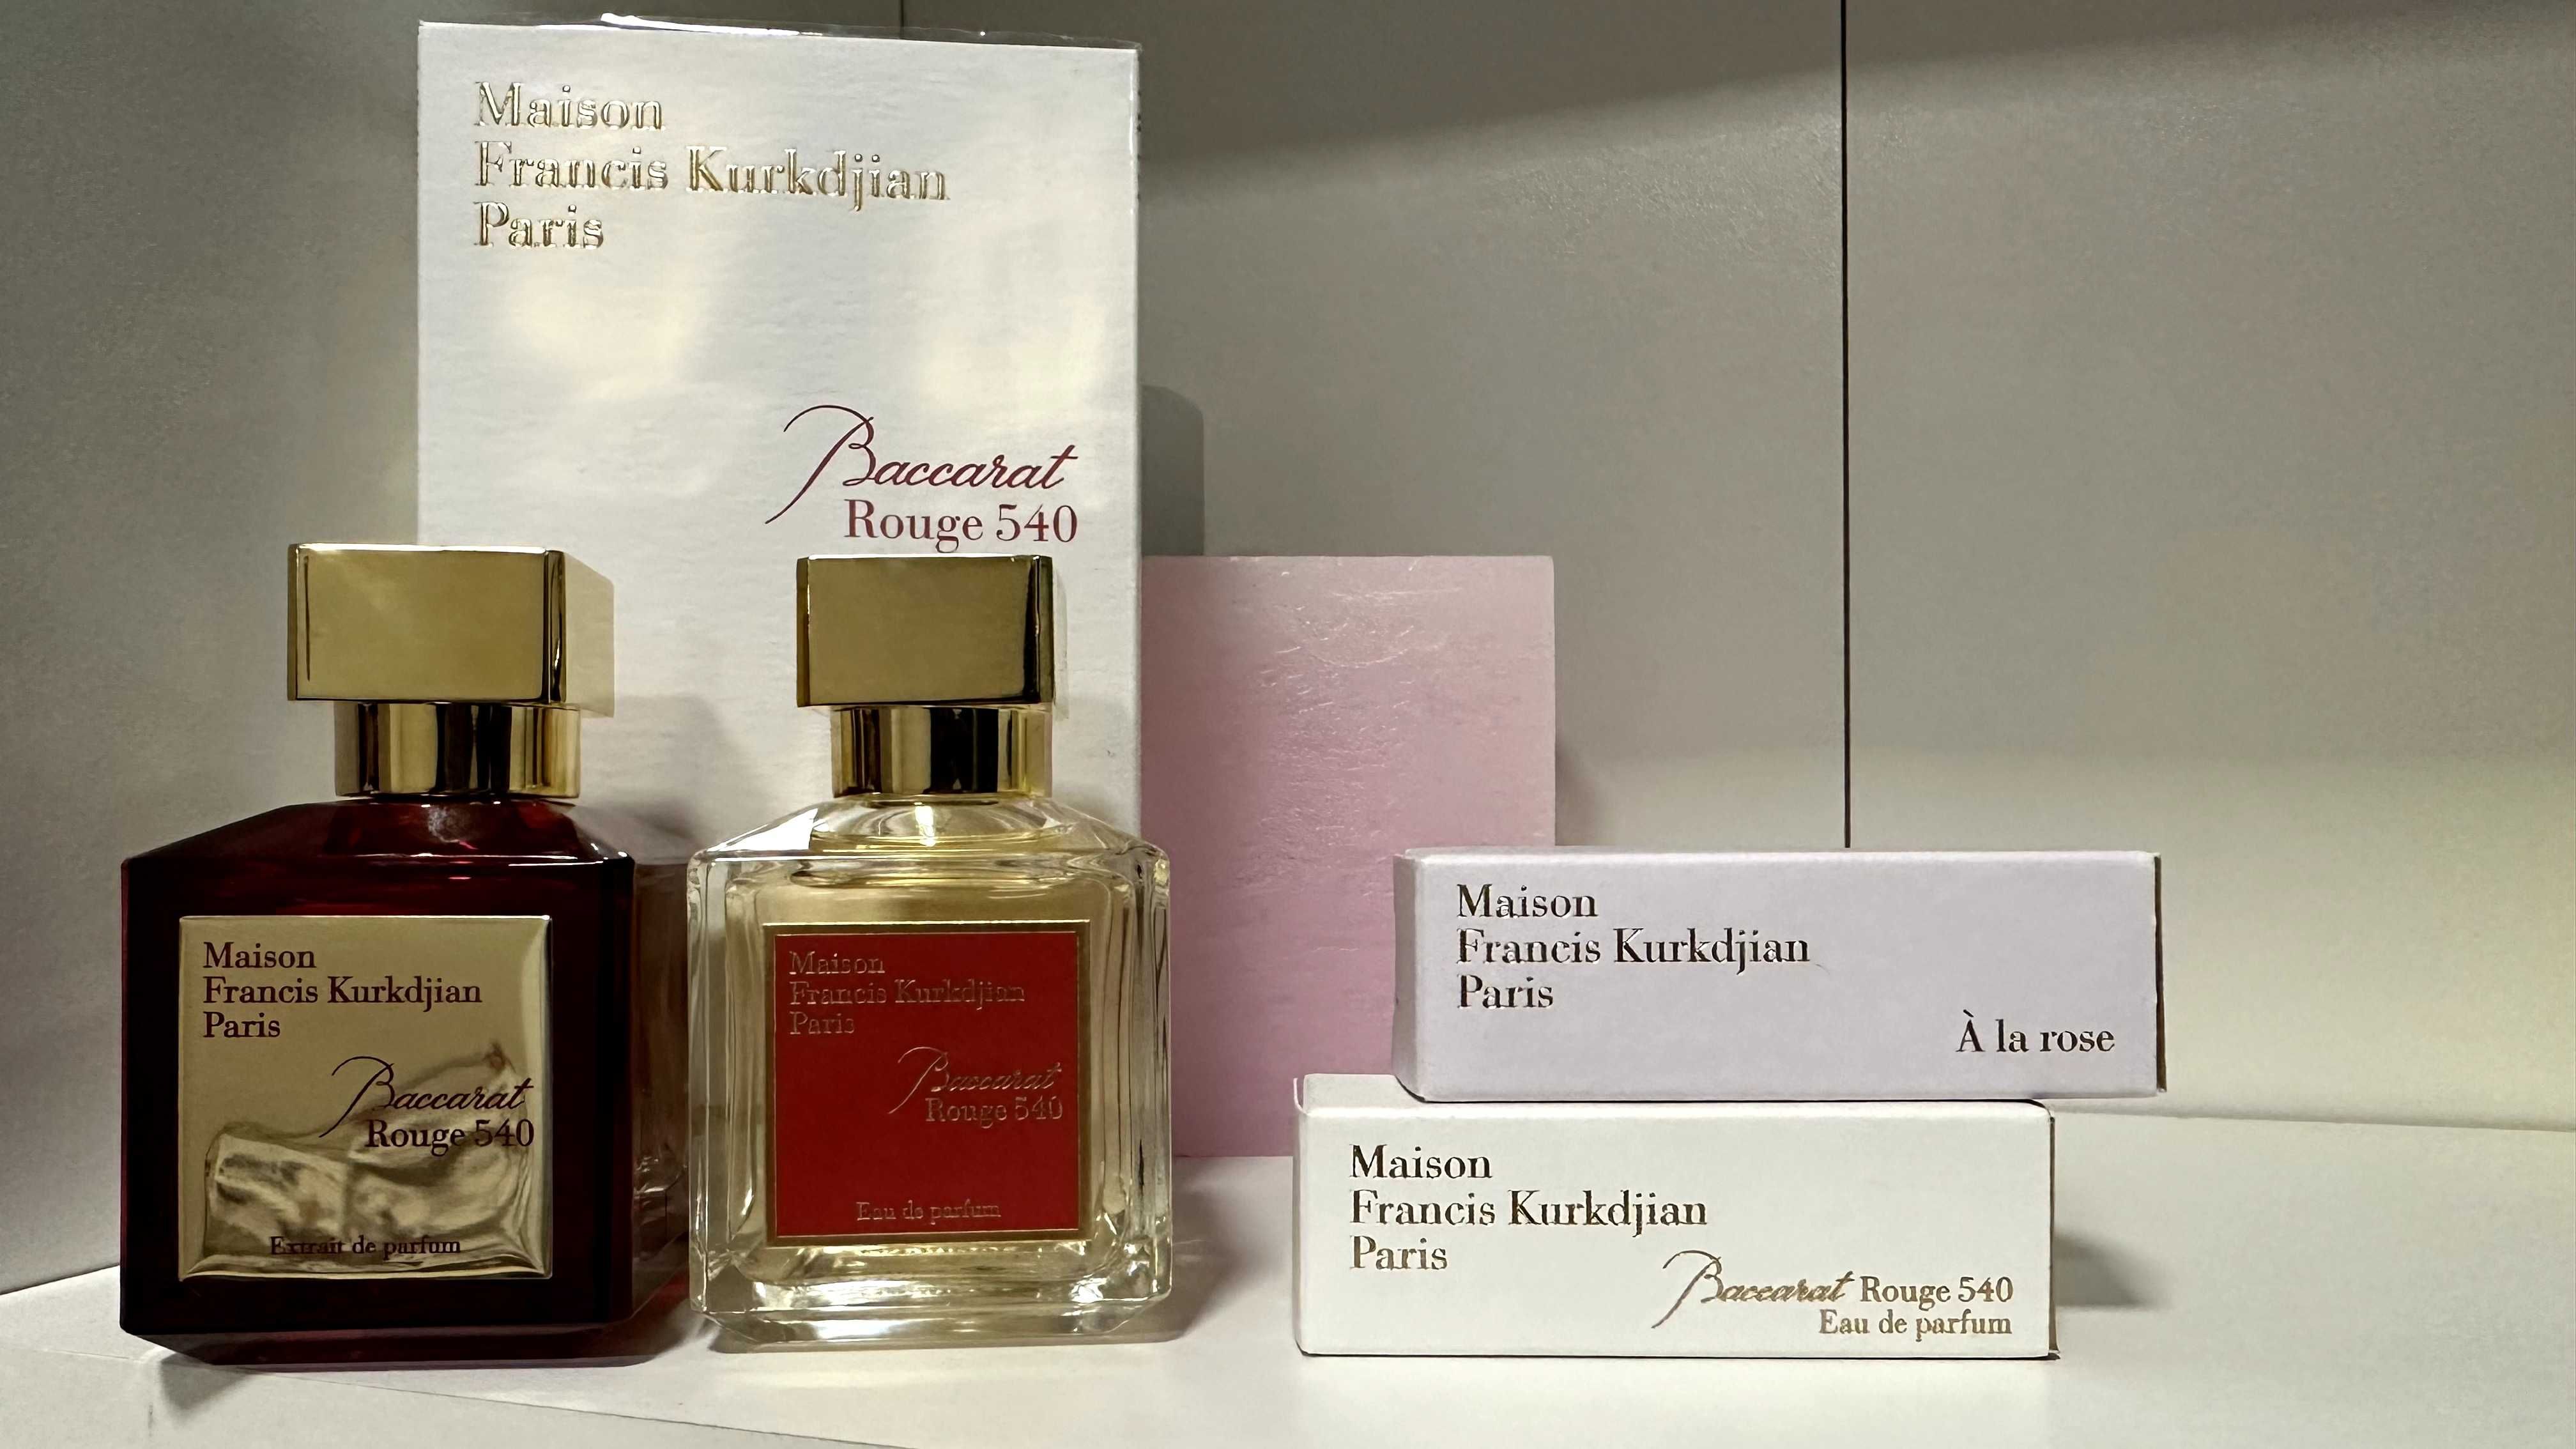 Maison
Francis Kurkdjian
Paris
Baccarat
Rouge 540
Maison
Francis Kurkdjian
Paris
Baccarat
Rouge 540
Extrait de parfum
Maison
Francis Kurkdjian
Paris
Baccarat
Rouge 540
Eau de parfum
Maison
Francis Kurkdjian
Paris
À la rose
Maison
Francis Kurkdjian
Paris
Baccarat Rouge 540
Eau de parfum